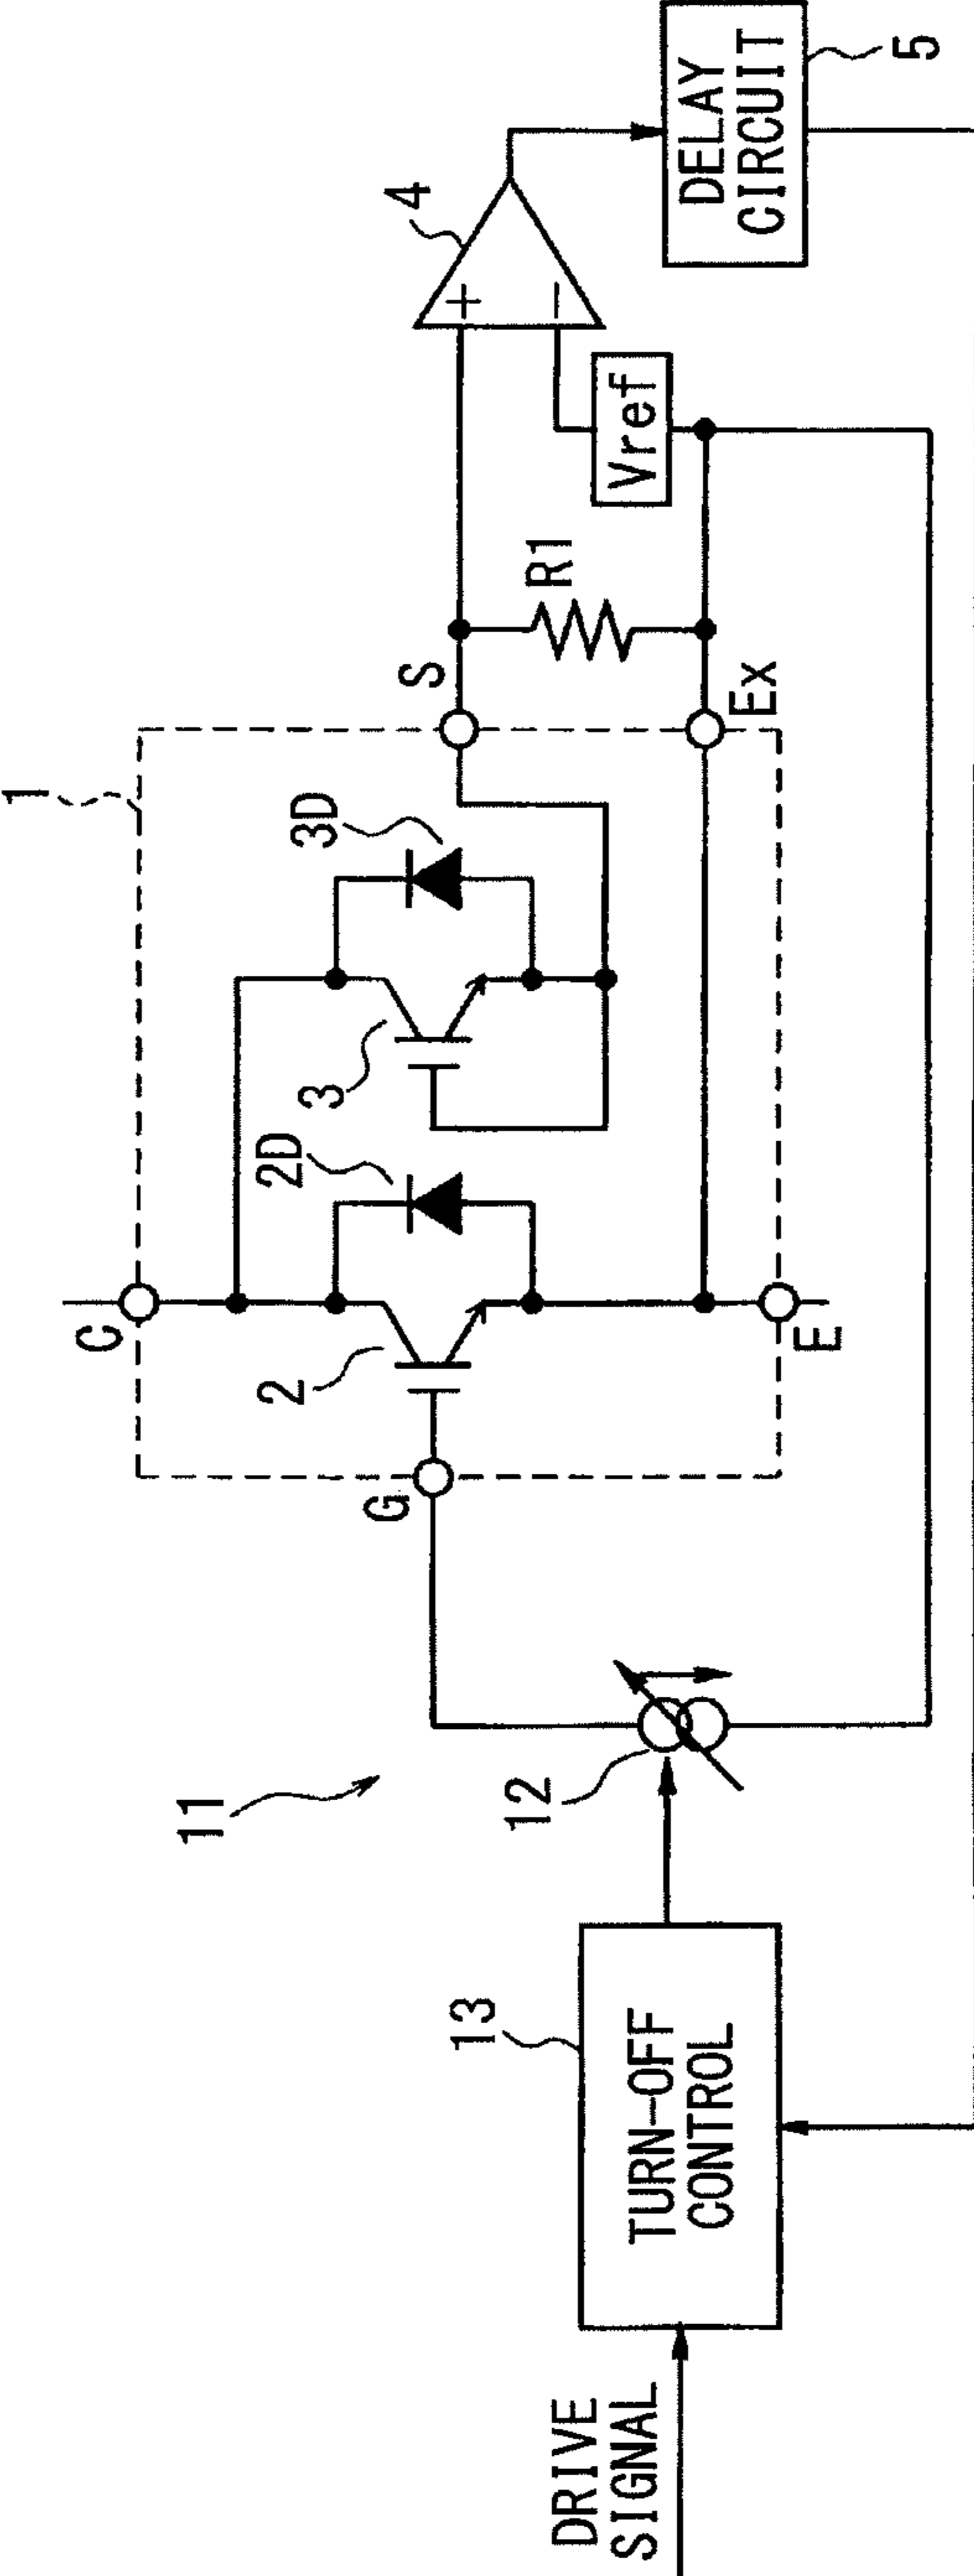 DRIVE
SIGNAL
13
TURN-OFF
CONTROL
11
12
G
1
C
2
2D
3
3D
E
S
Ex
R1
Vref
+
−
4
DELAY
CIRCUIT
5